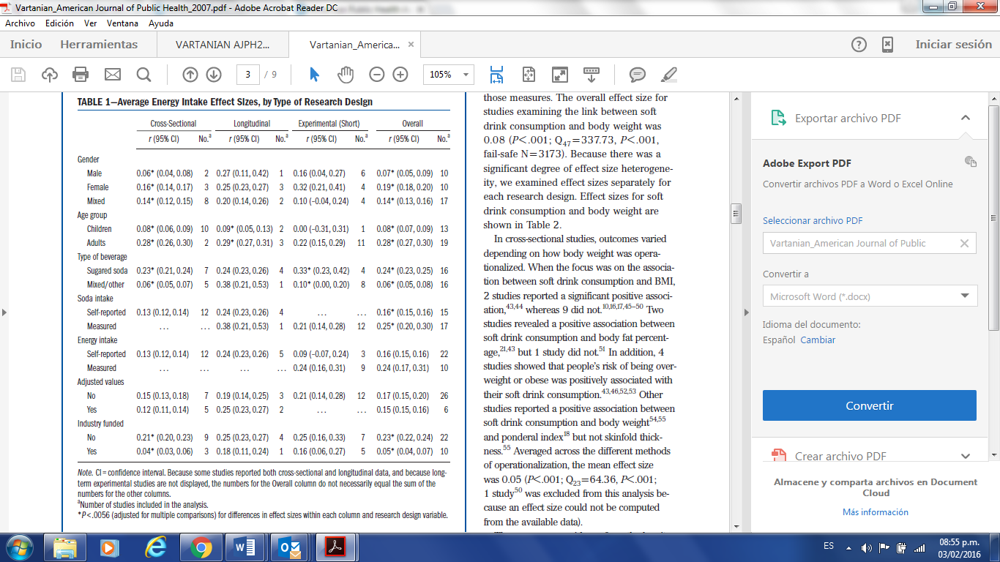 Vartanian_American Journal of Public Health_2007.pdf - Adobe Acrobat Reader DC
Archivo Edición Ver Ventana Ayuda
Inicio Herramientas VARTANIAN AJPH2... Vartanian_America... × Iniciar sesión
3 / 9 105%
TABLE 1—Average Energy Intake Effect Sizes, by Type of Research Design
Cross-Sectional Longitudinal Experimental (Short) Overall
r (95% CI) No.a r (95% CI) No.a r (95% CI) No.a r (95% CI) No.a
Gender
Male 0.06* (0.04, 0.08) 2 0.27 (0.11, 0.42) 1 0.16 (0.04, 0.27) 6 0.07* (0.05, 0.09) 10
Female 0.16* (0.14, 0.17) 3 0.25 (0.23, 0.27) 3 0.32 (0.21, 0.41) 4 0.19* (0.18, 0.20) 10
Mixed 0.14* (0.12, 0.15) 8 0.20 (0.14, 0.26) 2 0.10 (–0.04, 0.24) 4 0.14* (0.13, 0.16) 17
Age group
Children 0.08* (0.06, 0.09) 10 0.09* (0.05, 0.13) 2 0.00 (–0.31, 0.31) 1 0.08* (0.07, 0.09) 13
Adults 0.28* (0.26, 0.30) 2 0.29* (0.27, 0.31) 3 0.22 (0.15, 0.29) 11 0.28* (0.27, 0.30) 19
Type of beverage
Sugared soda 0.23* (0.21, 0.24) 7 0.24 (0.23, 0.26) 4 0.33* (0.23, 0.42) 4 0.24* (0.23, 0.25) 16
Mixed/other 0.06* (0.05, 0.07) 5 0.38 (0.21, 0.53) 1 0.10* (0.00, 0.20) 8 0.06* (0.05, 0.08) 16
Soda intake
Self-reported 0.13 (0.12, 0.14) 12 0.24 (0.23, 0.26) 4 ... ... 0.16* (0.15, 0.16) 15
Measured ... ... 0.38 (0.21, 0.53) 1 0.21 (0.14, 0.28) 12 0.25* (0.20, 0.30) 17
Energy intake
Self-reported 0.13 (0.12, 0.14) 12 0.24 (0.23, 0.26) 5 0.09 (–0.07, 0.24) 3 0.16 (0.15, 0.16) 22
Measured ... ... ... ... 0.24 (0.16, 0.31) 9 0.24 (0.17, 0.31) 10
Adjusted values
No 0.15 (0.13, 0.18) 7 0.19 (0.14, 0.25) 3 0.21 (0.14, 0.28) 12 0.17 (0.15, 0.20) 26
Yes 0.12 (0.11, 0.14) 5 0.25 (0.23, 0.27) 2 ... ... 0.15 (0.15, 0.16) 6
Industry funded
No 0.21* (0.20, 0.23) 9 0.25 (0.23, 0.27) 4 0.25 (0.16, 0.33) 7 0.23* (0.22, 0.24) 22
Yes 0.04* (0.03, 0.06) 3 0.18 (0.11, 0.24) 1 0.16 (0.06, 0.27) 5 0.05* (0.04, 0.07) 10
Note. CI = confidence interval. Because some studies reported both cross-sectional and longitudinal data, and because long-
term experimental studies are not displayed, the numbers for the Overall column do not necessarily equal the sum of the
numbers for the other columns.
aNumber of studies included in the analysis.
*P < .0056 (adjusted for multiple comparisons) for differences in effect sizes within each column and research design variable.
those measures. The overall effect size for
studies examining the link between soft
drink consumption and body weight was
0.08 (P<.001; Q47=337.73, P<.001,
fail-safe N=3173). Because there was a
significant degree of effect size heterogene-
ity, we examined effect sizes separately for
each research design. Effect sizes for soft
drink consumption and body weight are
shown in Table 2.
In cross-sectional studies, outcomes varied
depending on how body weight was opera-
tionalized. When the focus was on the associa-
tion between soft drink consumption and BMI,
2 studies reported a significant positive associ-
ation,43,44 whereas 9 did not.10,16,17,45–50 Two
studies revealed a positive association between
soft drink consumption and body fat percent-
age,21,43 but 1 study did not.51 In addition, 4
studies showed that people's risk of being over-
weight or obese was positively associated with
their soft drink consumption.43,46,52,53 Other
studies reported a positive association between
soft drink consumption and body weight54,55
and ponderal index18 but not skinfold thick-
ness.55 Averaged across the different methods
of operationalization, the mean effect size
was 0.05 (P<.001; Q23=64.36, P<.001;
1 study50 was excluded from this analysis be-
cause an effect size could not be computed
from the available data).
Exportar archivo PDF
Adobe Export PDF
Convertir archivos PDF a Word o Excel Online
Seleccionar archivo PDF
Vartanian_American Journal of Public ×
Convertir a
Microsoft Word (*.docx)
Idioma del documento:
Español Cambiar
Convertir
Crear archivo PDF
Almacene y comparta archivos en Document
Cloud
Más información
ES 08:55 p.m.
03/02/2016